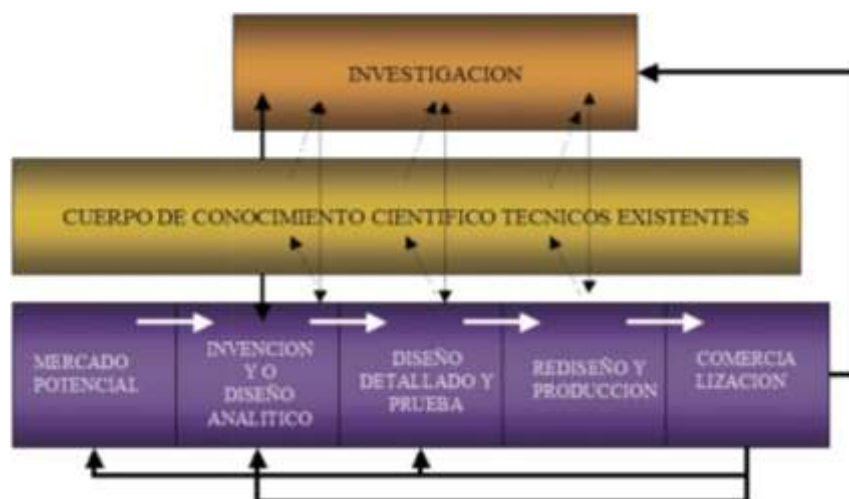 INVESTIGACION
CUERPO DE CONOCIMIENTO CIENTIFICO TECNICOS EXISTENTES
MERCADO
POTENCIAL
INVENCION
Y O
DISEÑO
ANALITICO
DISEÑO
DETALLADO Y
PRUEBA
REDISEÑO Y
PRODUCCION
COMERCIA
LIZACION